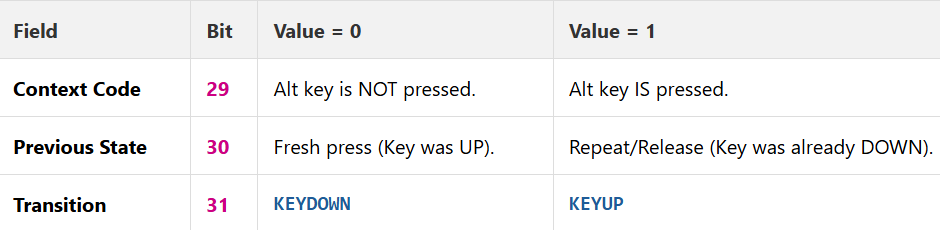 Field Bit Value = 0 Value = 1
Context Code 29 Alt key is NOT pressed. Alt key IS pressed.
Previous State 30 Fresh press (Key was UP). Repeat/Release (Key was already DOWN).
Transition 31 KEYDOWN KEYUP